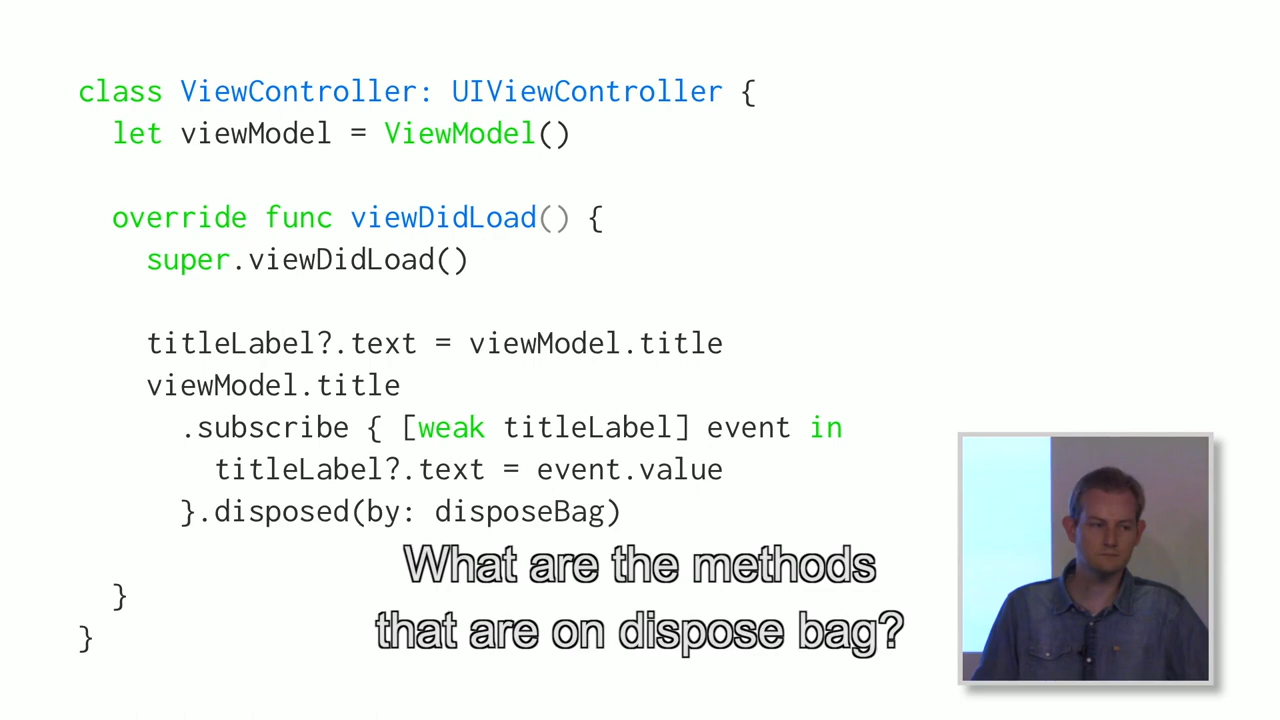 class ViewController: UIViewController {
let viewModel = ViewModel()
override func viewDidLoad() {
super.viewDidLoad()
titleLabel?.text = viewModel.title
viewModel.title
.subscribe { [weak titleLabel] event in
titleLabel?.text = event.value
}.disposed(by: disposeBag)
}
}
What are the methods
that are on dispose bag?